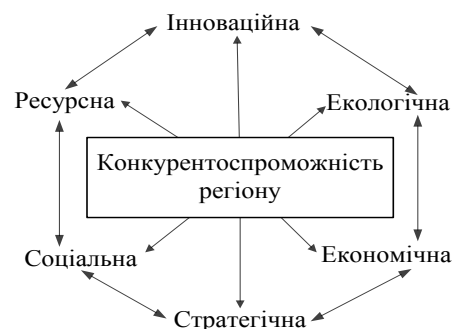 Інноваційна
Ресурсна
Екологічна
Конкурентоспроможність
регіону
Соціальна
Економічна
Стратегічна